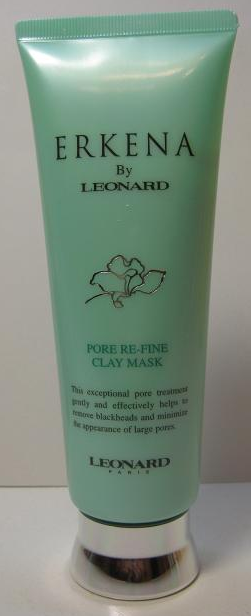 ERKENA
By
LEONARD
PORE RE-FINE
CLAY MASK
This exceptional pore treatment
gently and effectively helps to
remove blackheads and minimize
the appearance of large pores.
LEONARD
PARIS